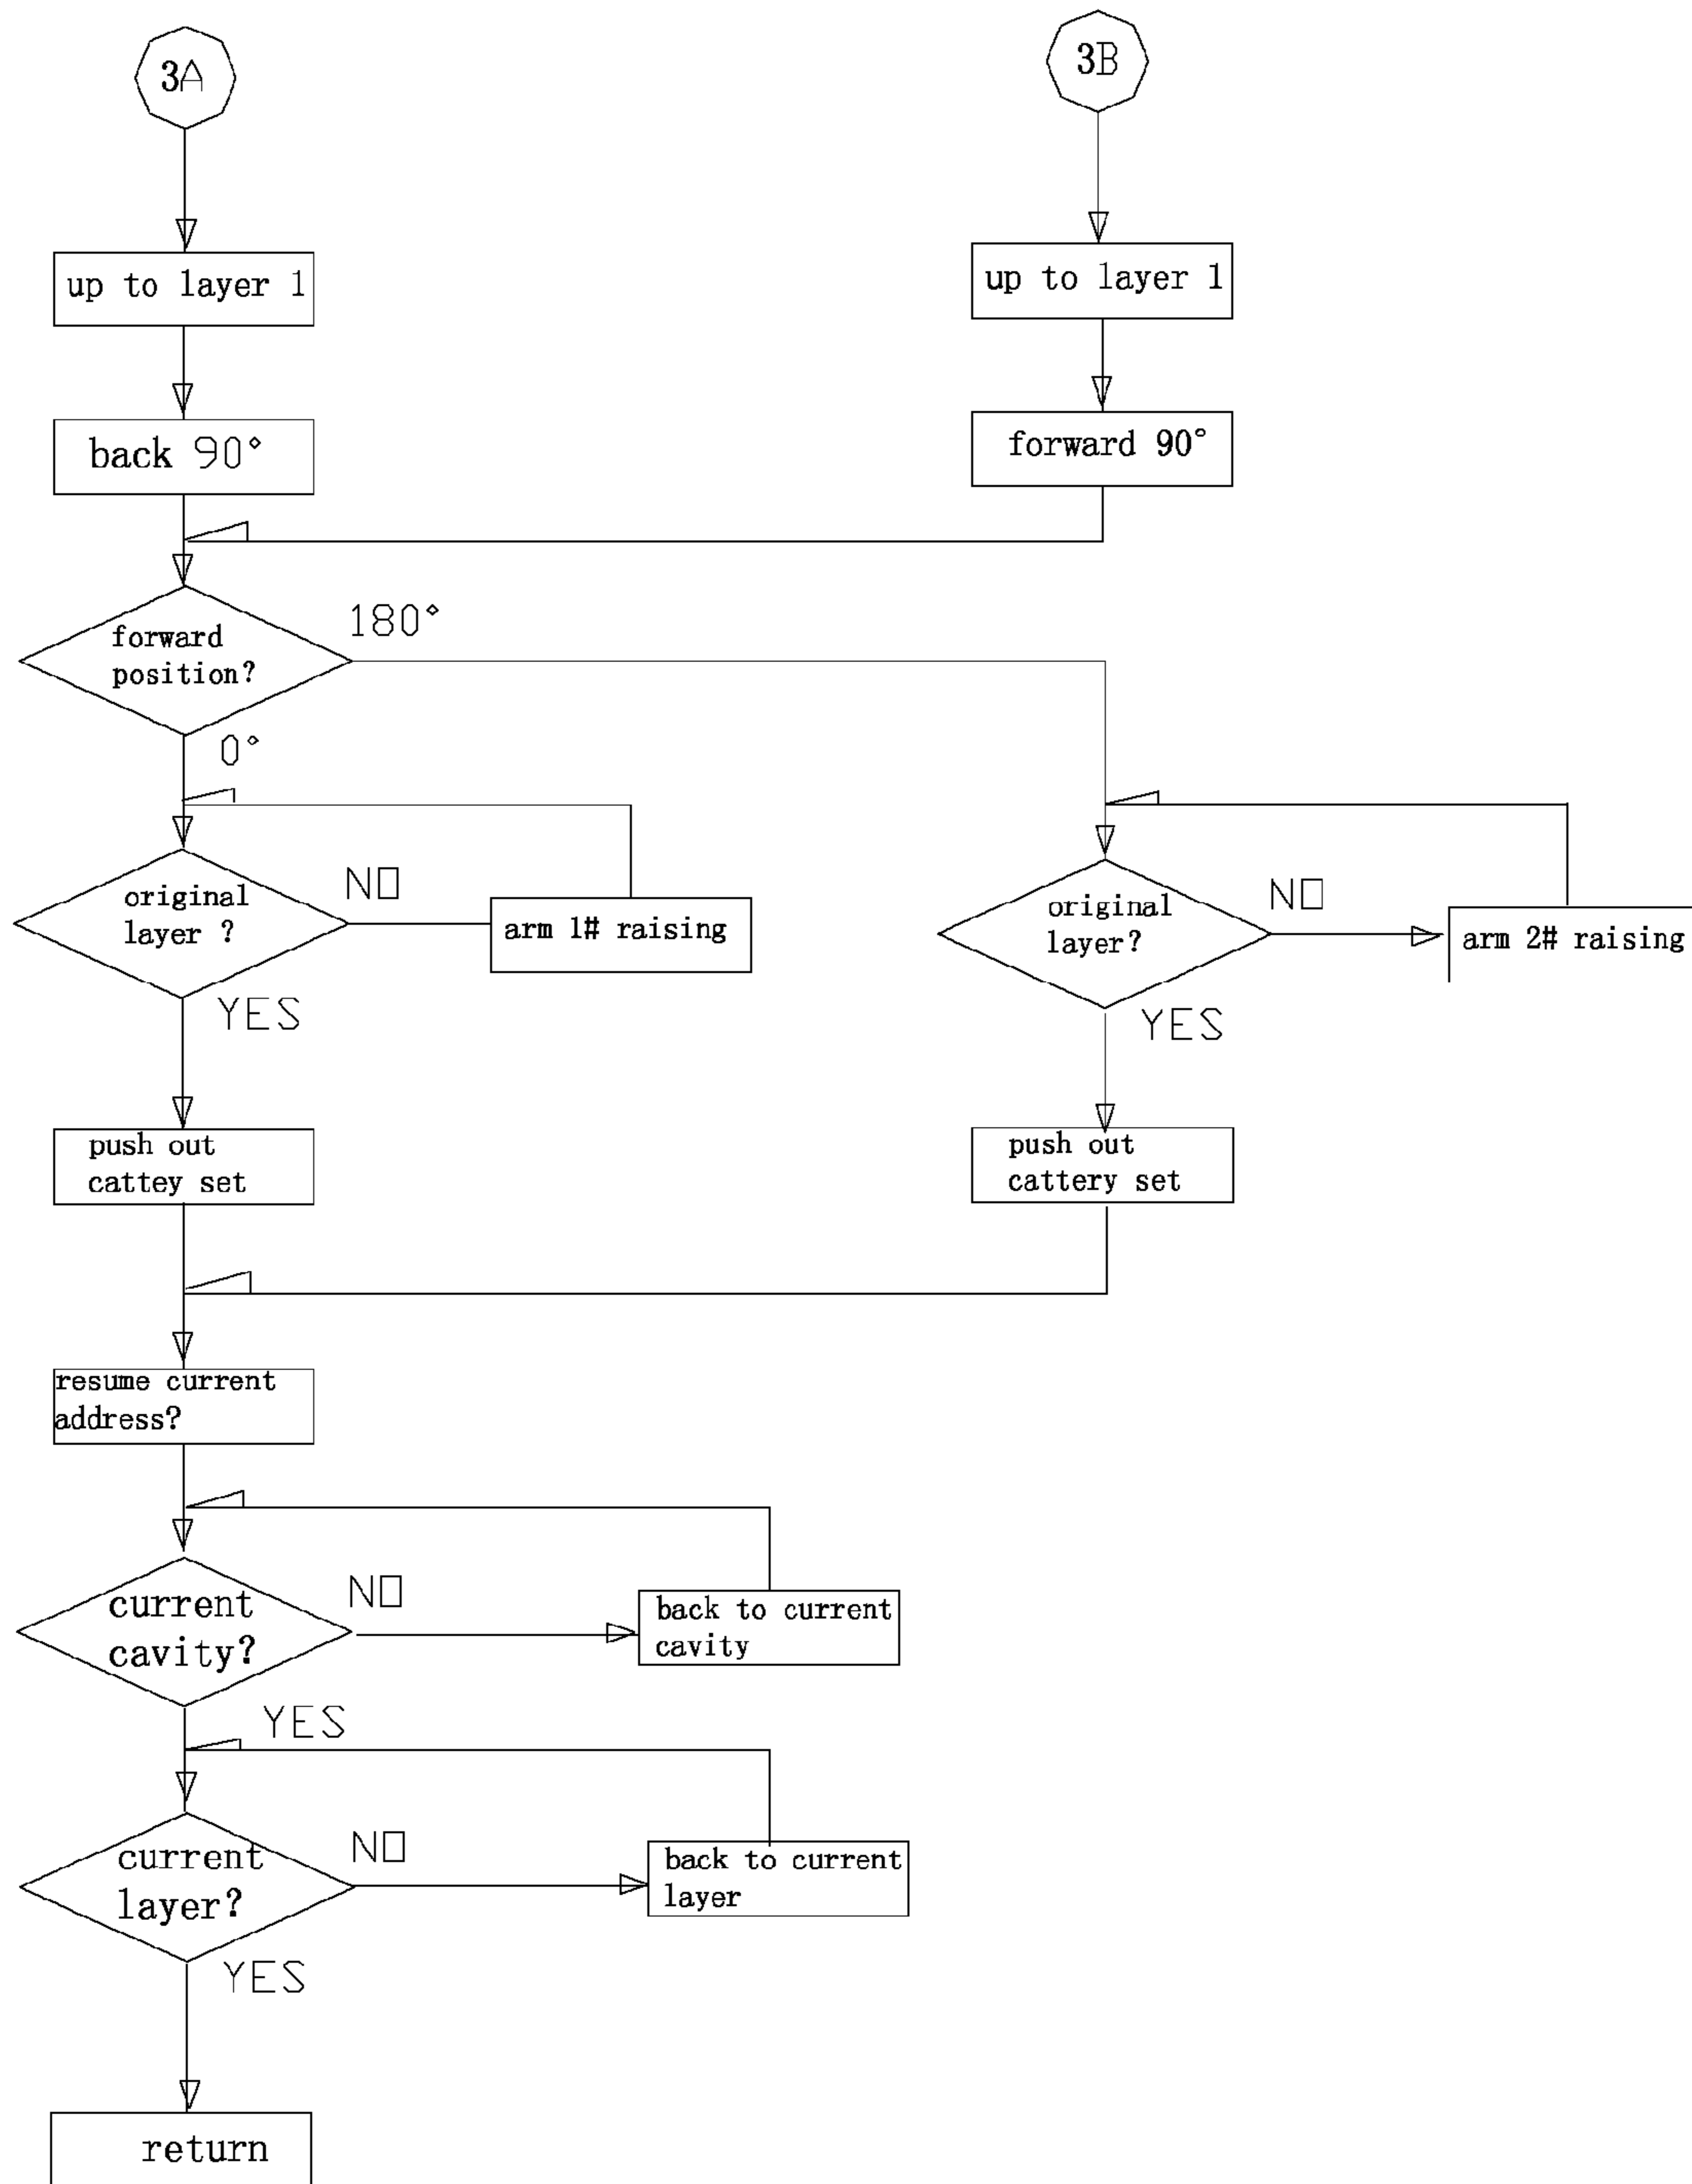 3A
3B
up to layer 1
up to layer 1
back 90°
forward 90°
forward
position?
180°
0°
original
layer ?
NO
arm 1# raising
YES
original
layer?
NO
arm 2# raising
YES
push out
cattey set
push out
cattery set
resume current
address?
current
cavity?
NO
back to current
cavity
YES
current
layer?
NO
back to current
layer
YES
return